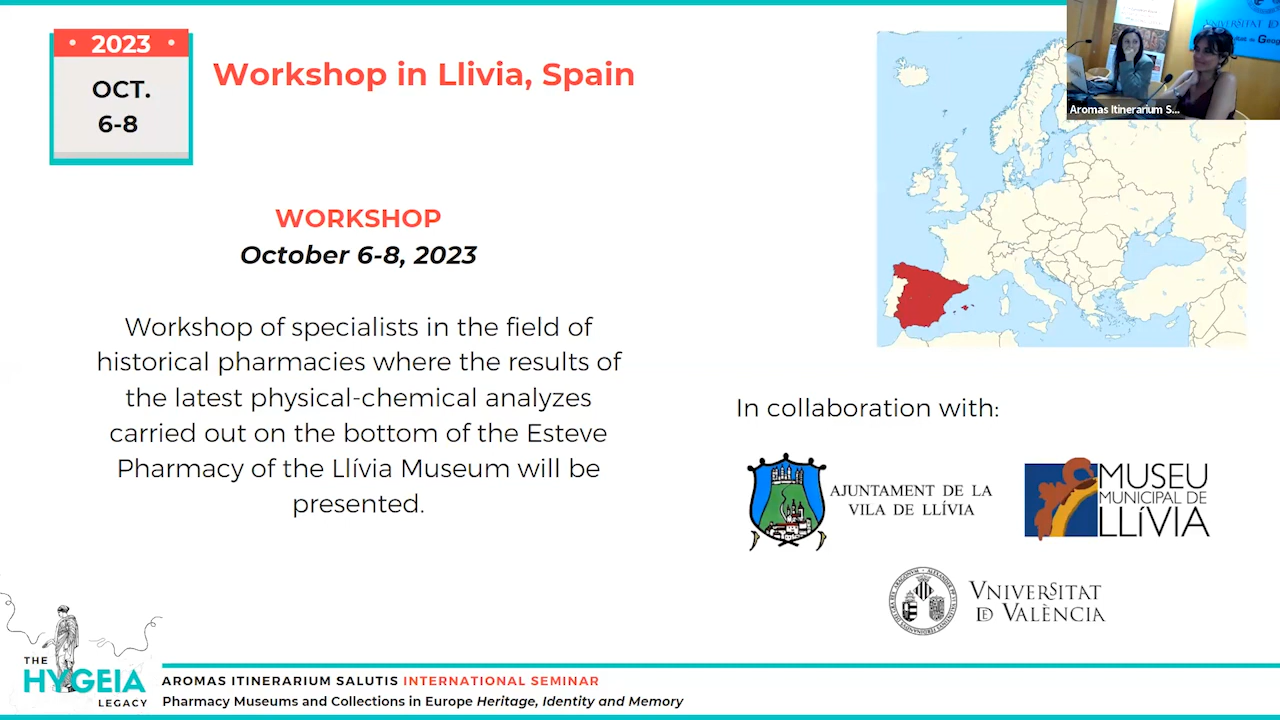 2023
OCT.
6-8
Workshop in Llivia, Spain
WORKSHOP
October 6-8, 2023
Workshop of specialists in the field of
historical pharmacies where the results of
the latest physical-chemical analyzes
carried out on the bottom of the Esteve
Pharmacy of the Llívia Museum will be
presented.
Aromas Itinerarium S...
In collaboration with:
AJUNTAMENT DE LA
VILA DE LLÍVIA
MUSEU
MUNICIPAL DE
LLÍVIA
VNIVERSITAT
DE VALÈNCIA
THE
HYGEIA
LEGACY
AROMAS ITINERARIUM SALUTIS INTERNATIONAL SEMINAR
Pharmacy Museums and Collections in Europe Heritage, Identity and Memory